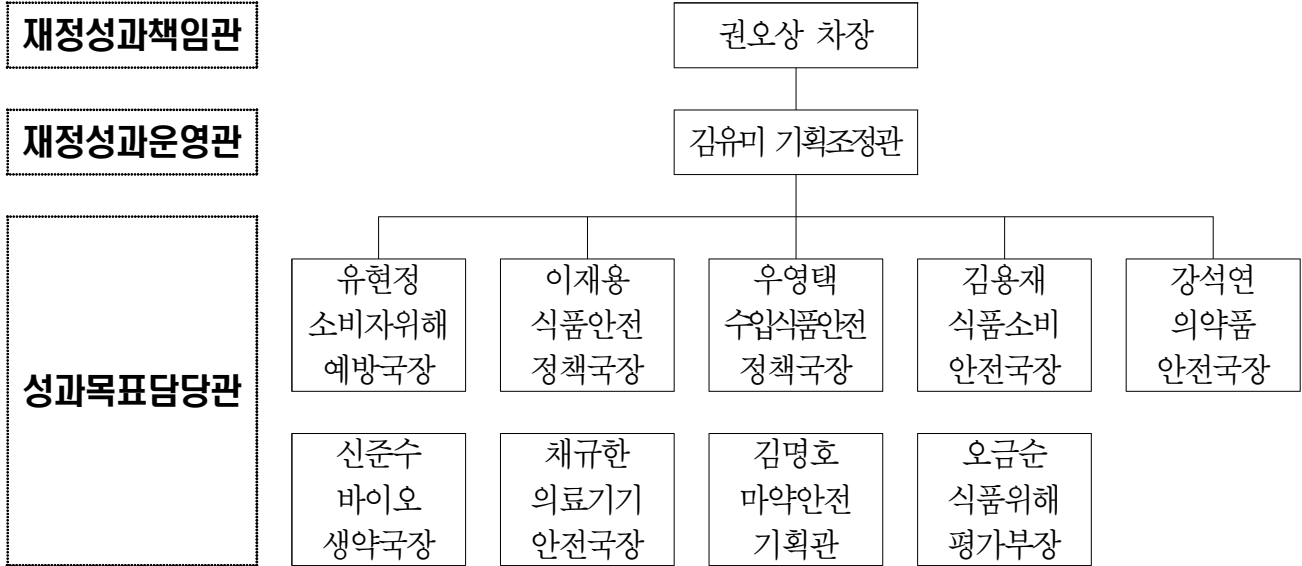 재정성과책임관
권오상 차장
재정성과운영관
김유미 기획조정관
성과목표담당관
유현정
소비자위해
예방국장
이재용
식품안전
정책국장
우영택
수입식품안전
정책국장
김용재
식품소비
안전국장
강석연
의약품
안전국장
신준수
바이오
생약국장
채규한
의료기기
안전국장
김명호
마약안전
기획관
오금순
식품위해
평가부장